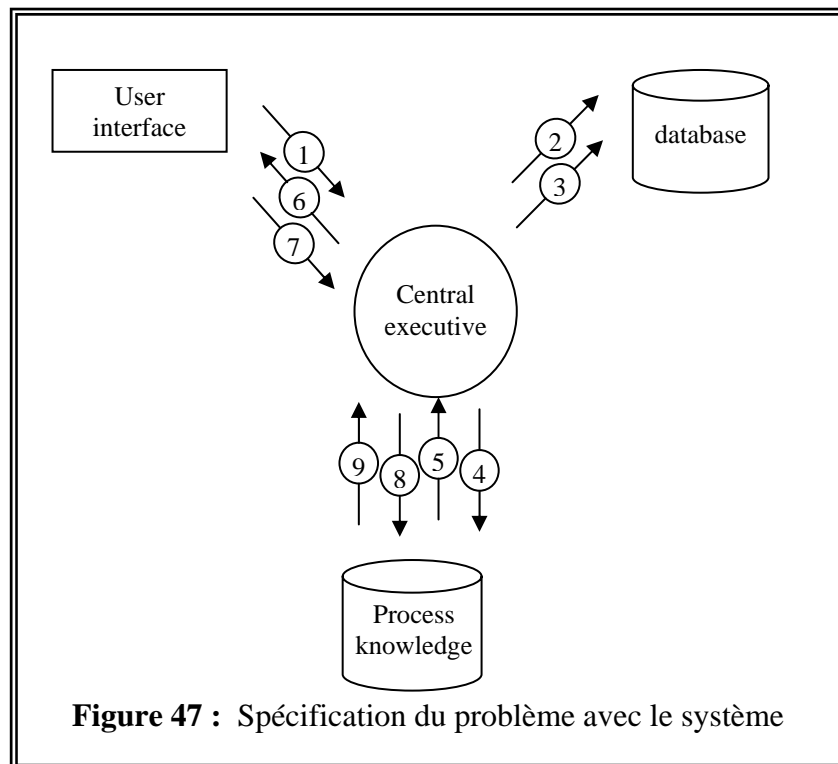 User
interface
database
1
2
6
3
7
Central
executive
9
8
5
4
Process
knowledge
Figure 47 : Spécification du problème avec le système